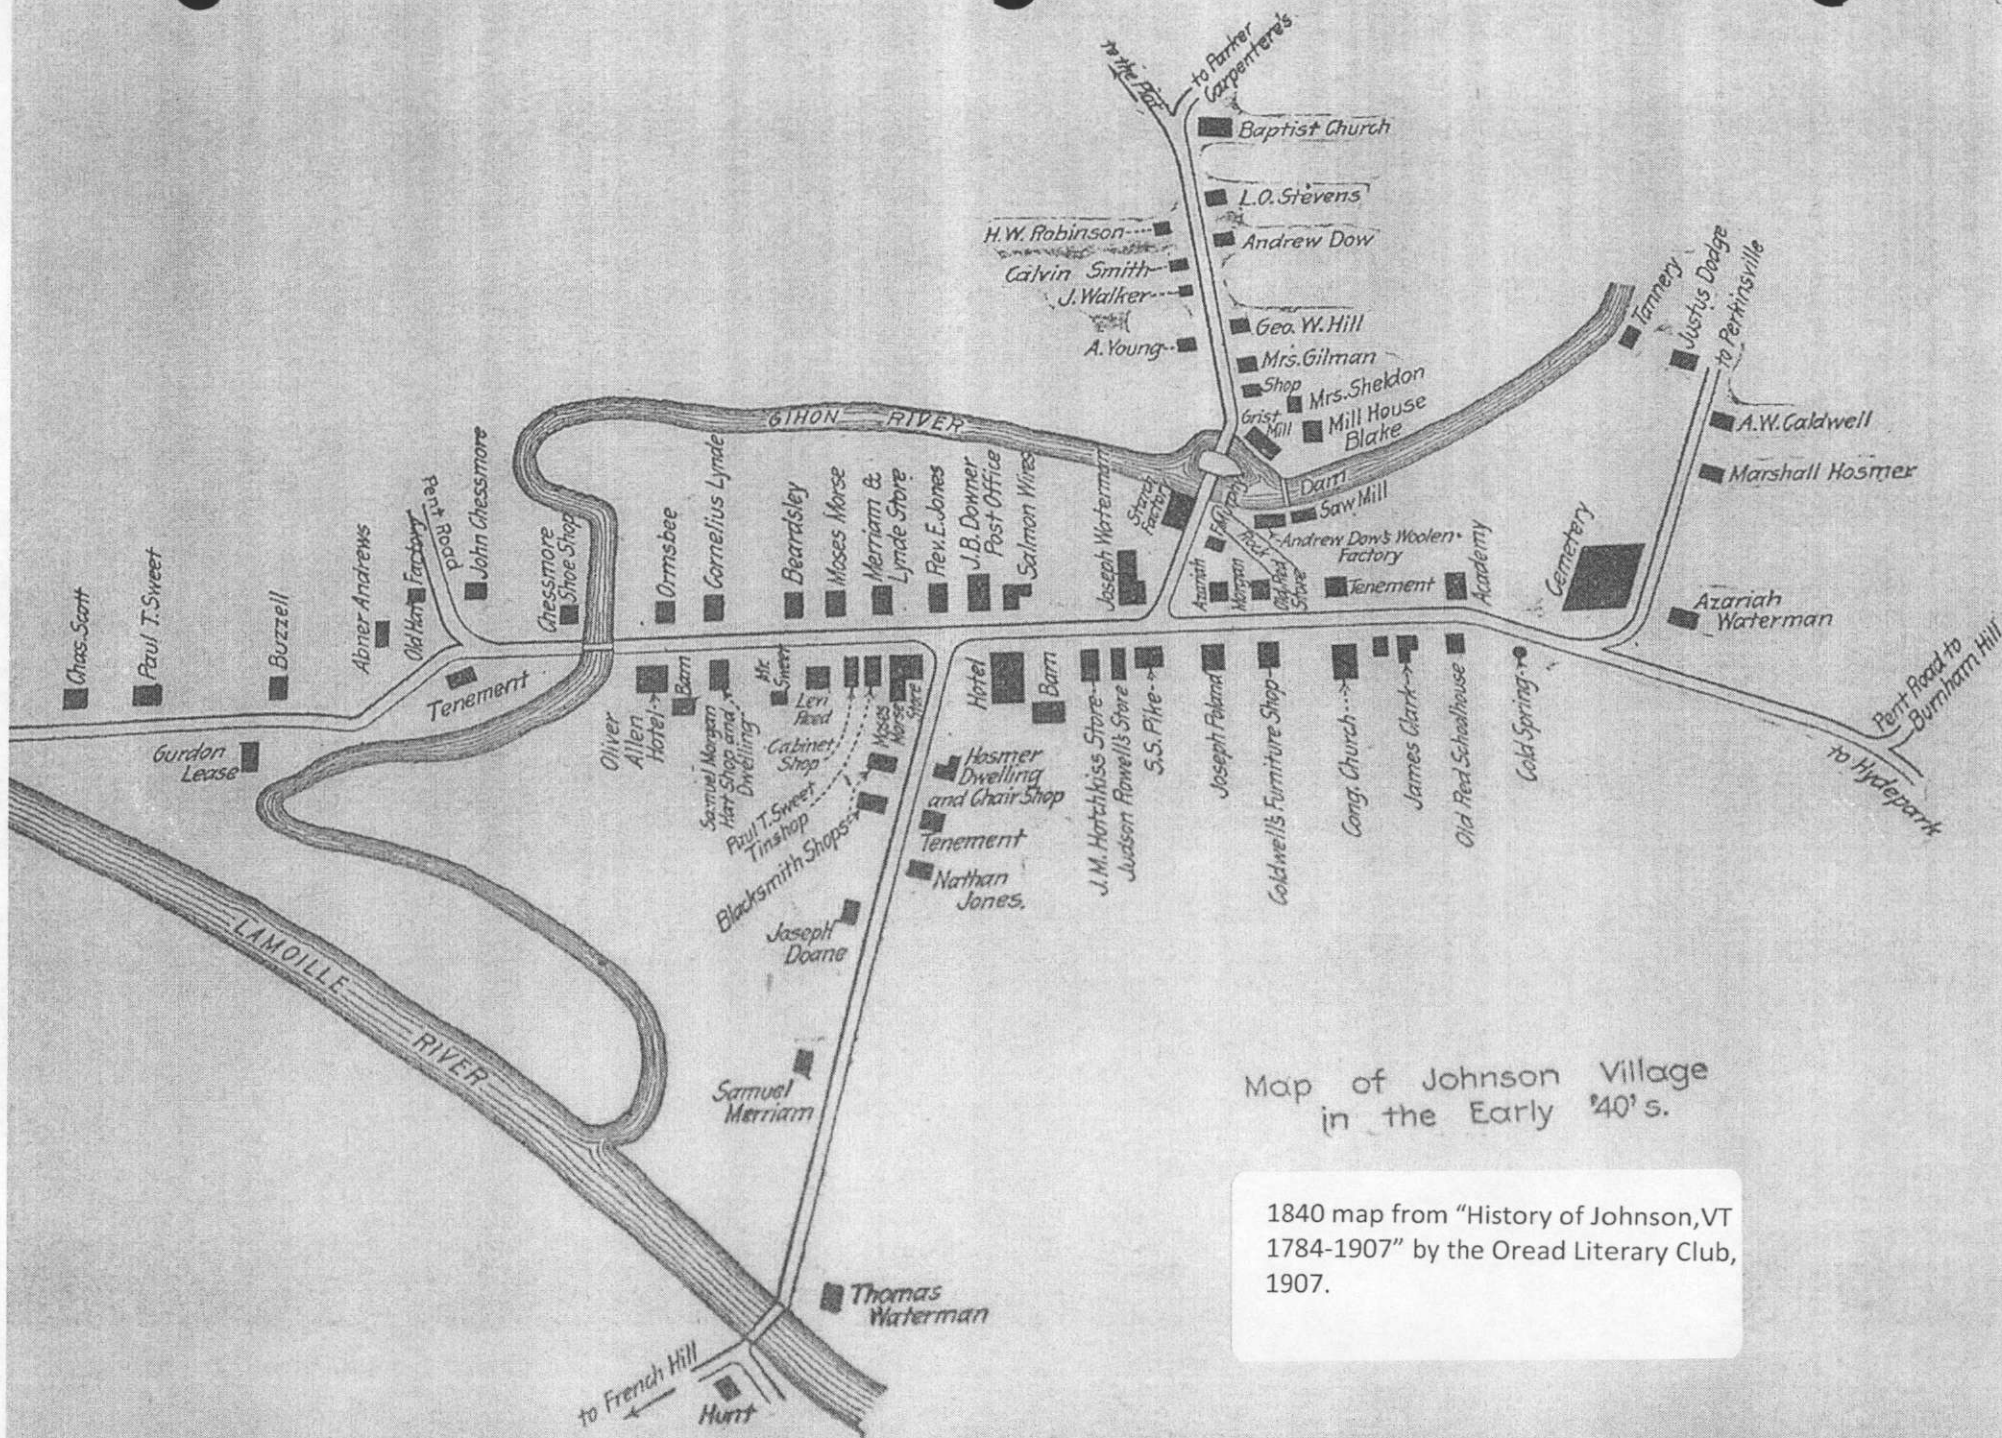 to the Plot
to Parker
Carpentere's
Baptist Church
L.O. Stevens
Andrew Dow
H.W. Robinson
Calvin Smith
J. Walker
A. Young
Geo. W. Hill
Mrs. Gilman
Shop
Mrs. Sheldon
Grist
Mill
Mill House
Blake
Tannery
Justus Dodge
to Perkinsville
A.W. Caldwell
Marshall Hosmer
GIHON RIVER
Dam
Saw Mill
Andrew Dow's Woolen
Factory
Rock
Starch
Factory
Joseph Waterman
Azariah
Morgan
Old Red
Store
Tenement
Academy
Cemetery
Azariah
Waterman
Pent Road to
Burnham Hill
to Hydepark
Chas. Scott
Paul T. Sweet
Buzzell
Abner Andrews
Old Hat Factory
Pent Road
John Chessmore
Chessmore
Shoe Shop
Ormsbee
Cornelius Lynde
Beardsley
Moses Morse
Merriam &
Lynde Store
Rev. E. Jones
J.B. Downer
Post Office
Salmon Wires
Gurdon
Lease
Tenement
Oliver
Allen
Hotel
Barn
Samuel Morgan
Hat Shop and
Dwelling
Mr.
Sweet
Levi
Reed
Cabinet
Shop
Paul T. Sweet
Tinshop
Blacksmith Shops
Moses
Morse
Store
Hotel
Barn
Hosmer
Dwelling
and Chair Shop
Tenement
Nathan
Jones.
J.M. Hotchkiss Store
Judson Rowell's Store
S.S. Pike
Joseph Poland
Coldwell's Furniture Shop
Cong. Church
James Clark
Old Red Schoolhouse
Cold Spring
Joseph
Doane
LAMOILLE RIVER
Samuel
Merriam
Thomas
Waterman
to French Hill
Hunt
Map of Johnson Village
in the Early '40's.
1840 map from “History of Johnson,VT
1784-1907” by the Oread Literary Club,
1907.